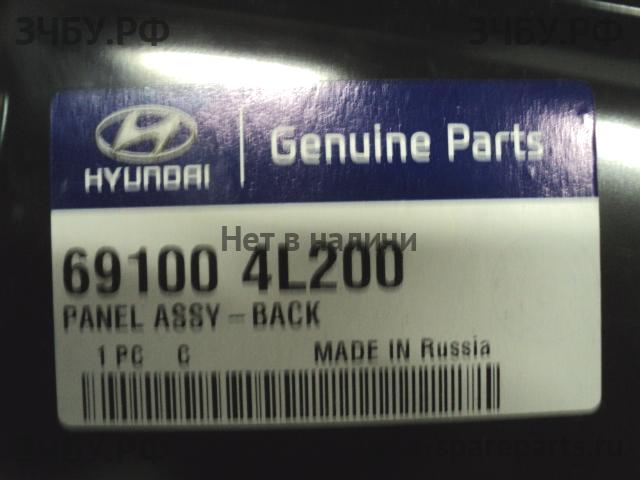 ЗЧБУ.РФ
ЗЧБУ.РФ
HYUNDAI
Genuine Parts
Нет в наличи
69100 4L200
PANEL ASSY - BACK
1 PC C MADE IN Russia
ЗЧБУ.РФ
-spareparts.ru